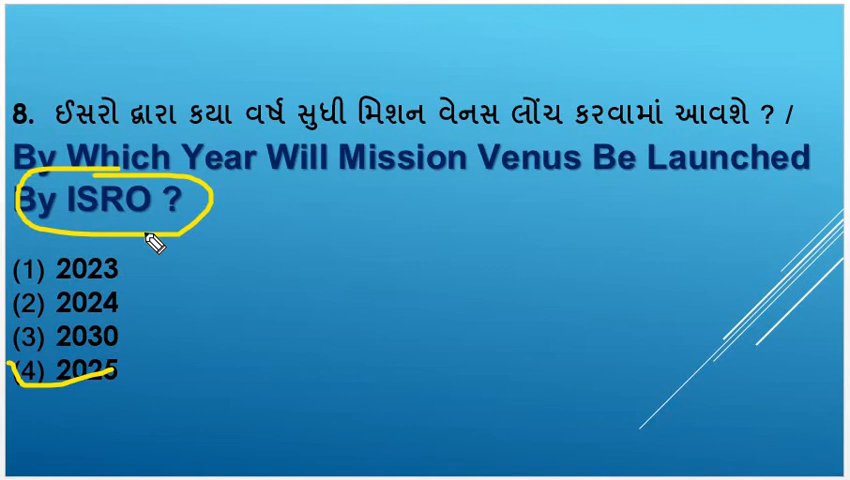 8. ઈસરો દ્વારા કયા વર્ષ સુધી મિશન વેનસ લોંચ કરવામાં આવશે ? /
By Which Year Will Mission Venus Be Launched
By ISRO ?
(1) 2023
(2) 2024
(3) 2030
(4) 2025